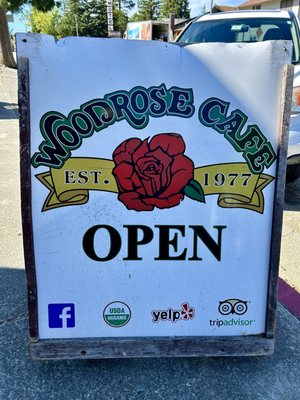 WOODROSE CAFE
EST. 1977
OPEN
f
USDA
ORGANIC
yelp
tripadvisor